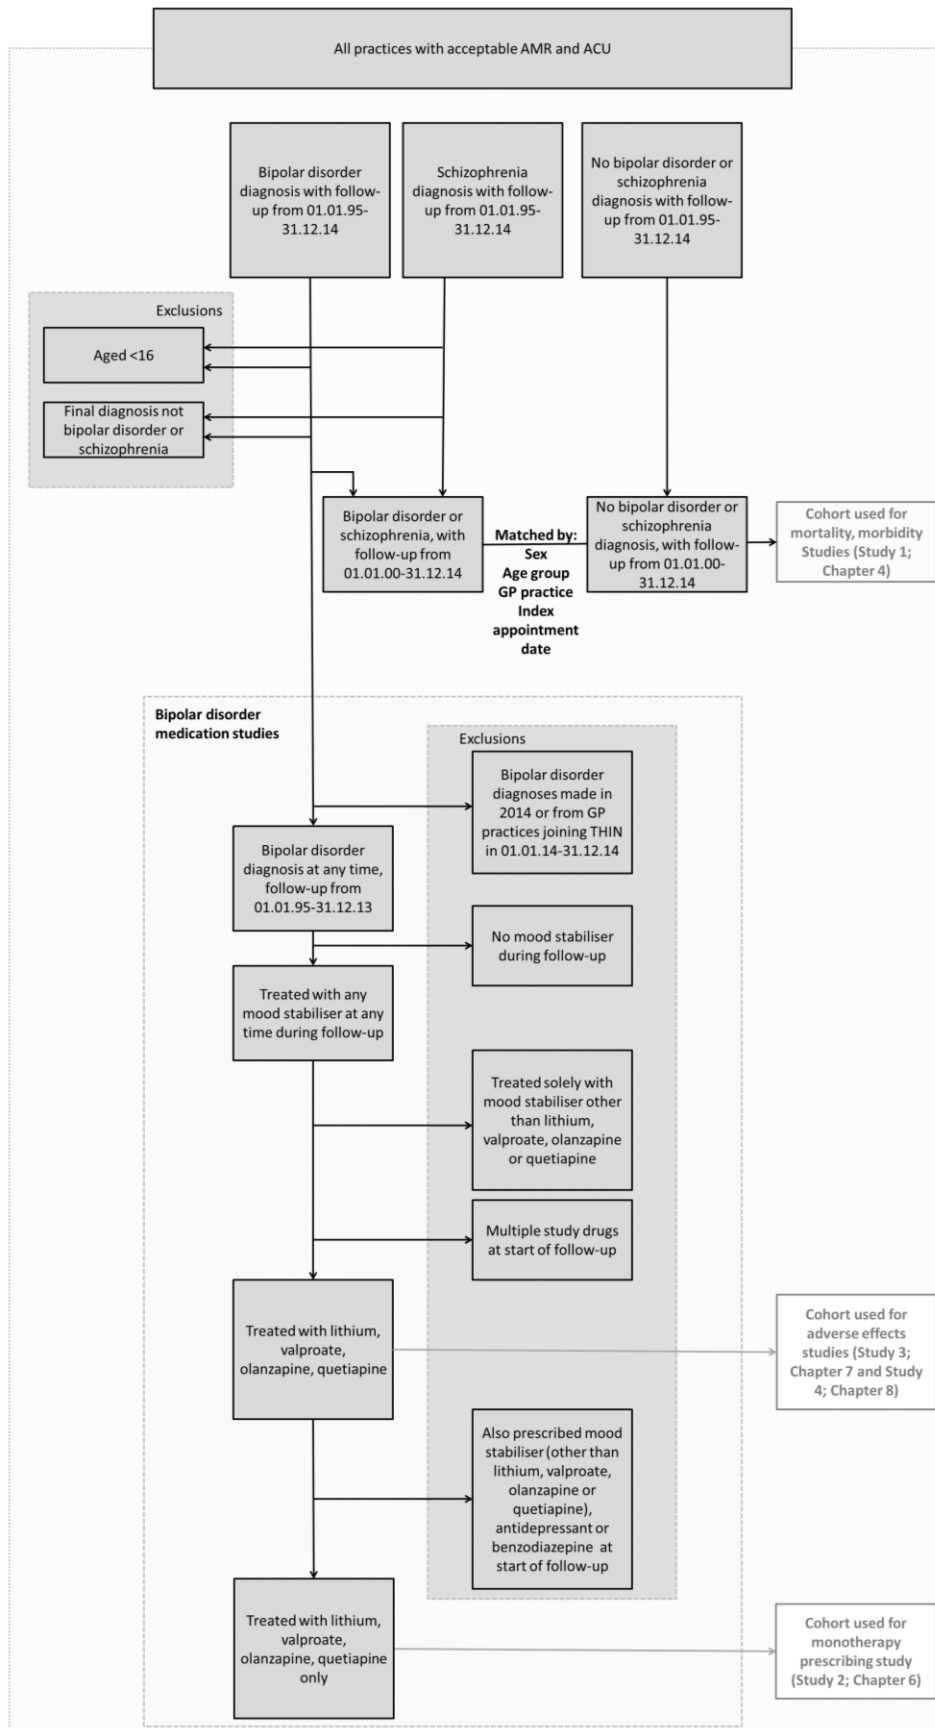 All practices with acceptable AMR and ACU
Bipolar disorder
diagnosis with follow-
up from 01.01.95-
31.12.14
Schizophrenia
diagnosis with follow-
up from 01.01.95-
31.12.14
No bipolar disorder or
schizophrenia
diagnosis with follow-
up from 01.01.95-
31.12.14
Exclusions
Aged <16
Final diagnosis not
bipolar disorder or
schizophrenia
Bipolar disorder or
schizophrenia, with
follow-up from
01.01.00-31.12.14
Matched by:
Sex
Age group
GP practice
Index
appointment
date
No bipolar disorder or
schizophrenia
diagnosis, with follow-
up from 01.01.00-
31.12.14
Cohort used for
mortality, morbidity
Studies (Study 1;
Chapter 4)
Bipolar disorder
medication studies
Exclusions
Bipolar disorder
diagnoses made in
2014 or from GP
practices joining THIN
in 01.01.14-31.12.14
Bipolar disorder
diagnosis at any time,
follow-up from
01.01.95-31.12.13
No mood stabiliser
during follow-up
Treated with any
mood stabiliser at any
time during follow-up
Treated solely with
mood stabiliser other
than lithium,
valproate, olanzapine
or quetiapine
Multiple study drugs
at start of follow-up
Treated with lithium,
valproate,
olanzapine, quetiapine
Cohort used for
adverse effects
studies (Study 3;
Chapter 7 and Study
4; Chapter 8)
Also prescribed mood
stabiliser (other than
lithium, valproate,
olanzapine or
quetiapine),
antidepressant or
benzodiazepine at
start of follow-up
Treated with lithium,
valproate,
olanzapine, quetiapine
only
Cohort used for
monotherapy
prescribing study
(Study 2; Chapter 6)